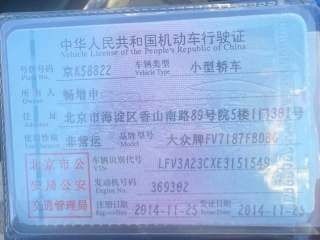 中华人民共和国机动车行驶证
Vehicle License of the People's Republic of China
号牌号码 京K58822 车辆类型 小型轿车
Plate No. Vehicle Type
所有人 畅增申
Owner
住址 北京市海淀区香山南路89号院5楼1门301号
Address
使用性质 非营运 品牌型号 大众牌FV7187FBDBG
Model
北京市公 车辆识别代号 LFV3A23CXE3151549
安局公安 VIN
交通管理局 发动机号码 369302
Engine No.
注册日期 2014-11-25 发证日期 2014-11-25
Register Date Issue Date